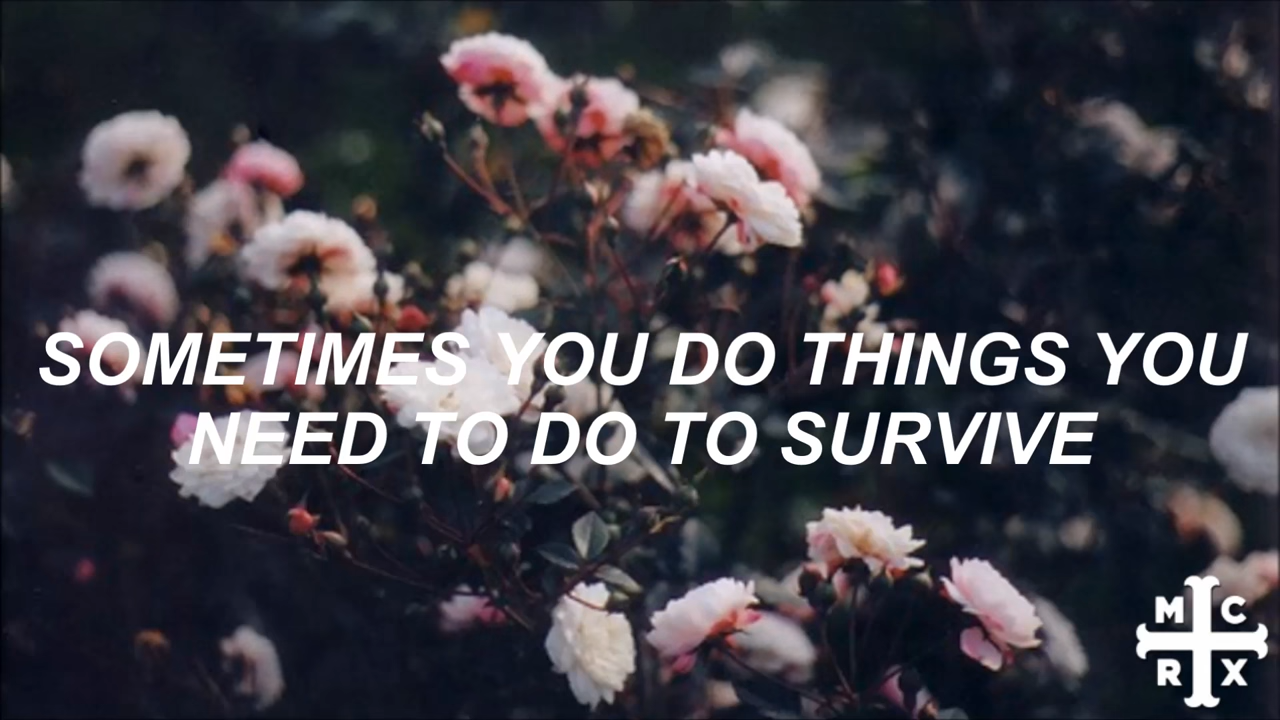 SOMETIMES YOU DO THINGS YOU
NEED TO DO TO SURVIVE
M C
R X